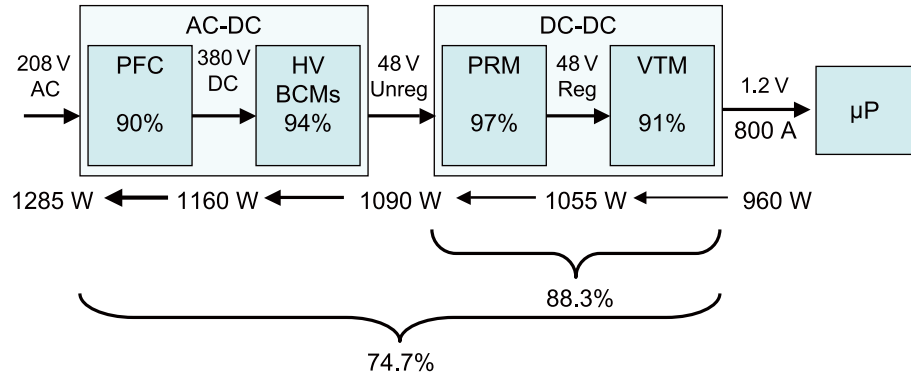 AC-DC
DC-DC
208 V
AC
PFC
90%
380 V
DC
HV
BCMs
94%
48 V
Unreg
PRM
97%
48 V
Reg
VTM
91%
1.2 V
800 A
µP
1285 W
1160 W
1090 W
1055 W
960 W
88.3%
74.7%